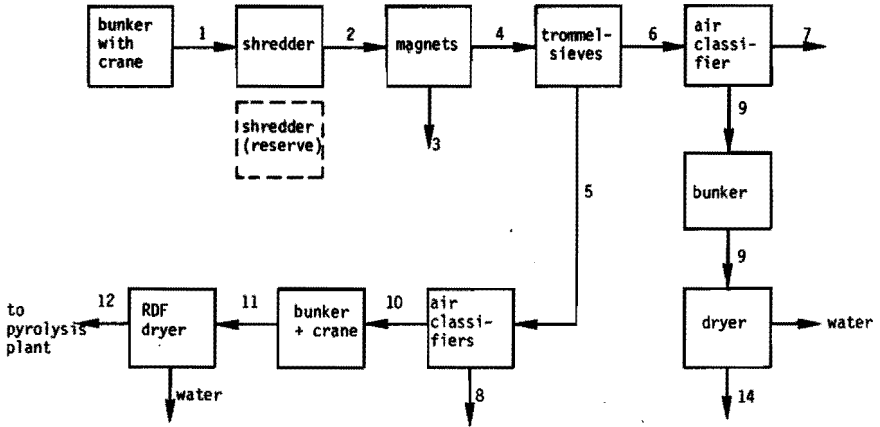 bunker
with
crane
1
shredder
2
magnets
4
trommel-
sieves
6
air
classi-
fier
7
shredder
(reserve)
3
5
9
bunker
9
dryer
water
14
to
pyrolysis
plant
12
RDF
dryer
water
11
bunker
+ crane
10
air
classi-
fiers
8